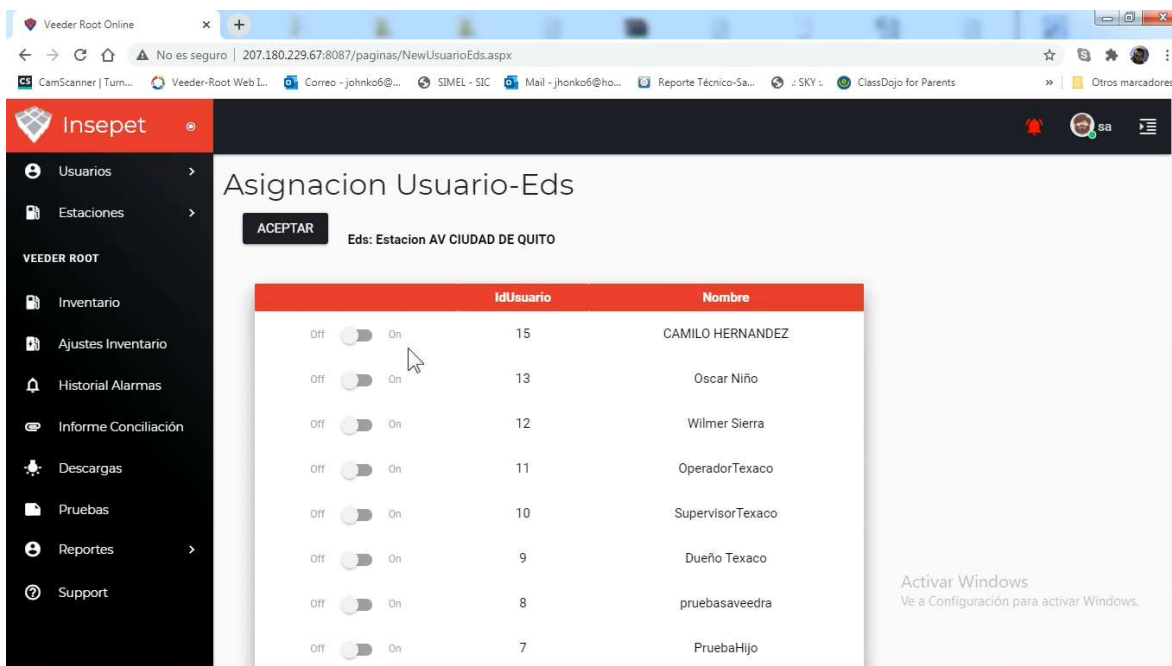 Veeder Root Online
No es seguro | 207.180.229.67:8087/paginas/NewUsuarioEds.aspx
CS CamScanner | Turn... Veeder-Root Web I... Correo - johnko6@... SIMEL - SIC Mail - jhonko6@ho... Reporte Técnico-Sa... .: SKY :. ClassDojo for Parents » Otros marcadores
Insepet
sa
Usuarios
Estaciones
VEEDER ROOT
Inventario
Ajustes Inventario
Historial Alarmas
Informe Conciliación
Descargas
Pruebas
Reportes
Support
Asignacion Usuario-Eds
ACEPTAR
Eds: Estacion AV CIUDAD DE QUITO
IdUsuario Nombre
Off On 15 CAMILO HERNANDEZ
Off On 13 Oscar Niño
Off On 12 Wilmer Sierra
Off On 11 OperadorTexaco
Off On 10 SupervisorTexaco
Off On 9 Dueño Texaco
Off On 8 pruebasaveedra
Off On 7 PruebaHijo
Activar Windows
Ve a Configuración para activar Windows.